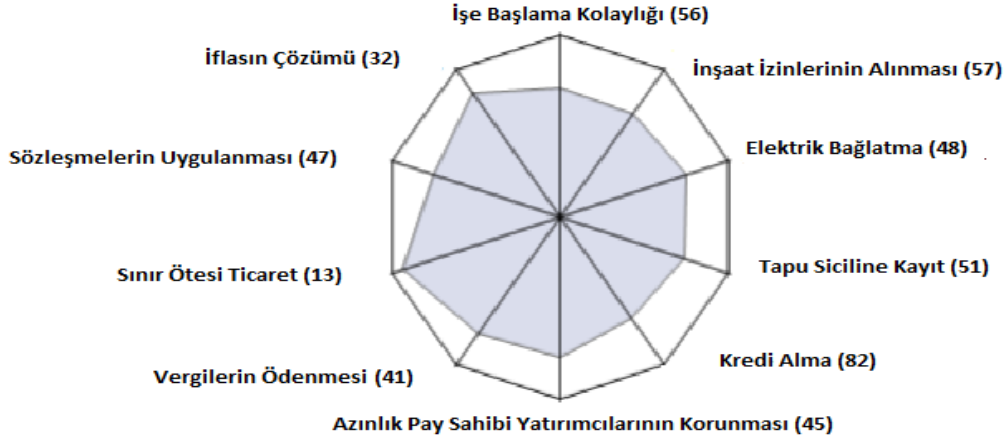 İşe Başlama Kolaylığı (56)
İflasın Çözümü (32)
İnşaat İzinlerinin Alınması (57)
Sözleşmelerin Uygulanması (47)
Elektrik Bağlatma (48)
Sınır Ötesi Ticaret (13)
Tapu Siciline Kayıt (51)
Vergilerin Ödenmesi (41)
Kredi Alma (82)
Azınlık Pay Sahibi Yatırımcılarının Korunması (45)